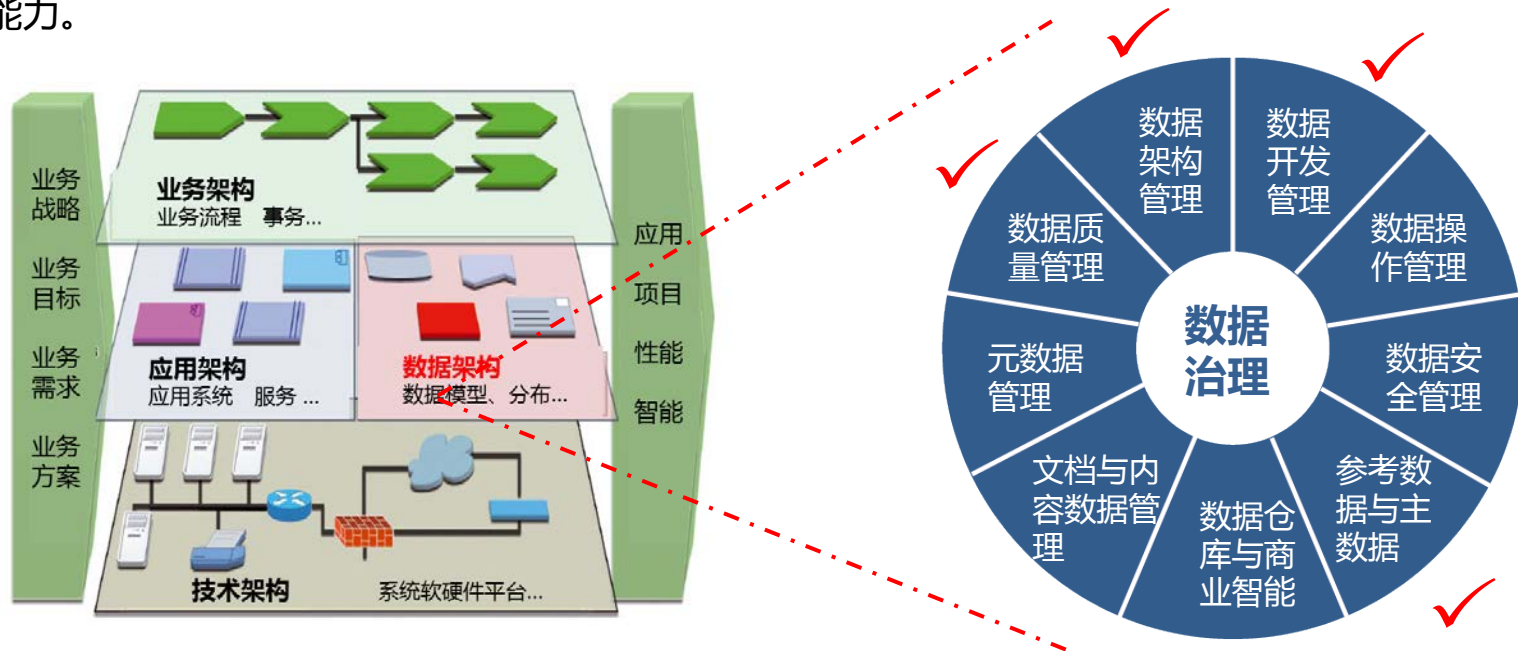 能力。
业务
战略
业务
目标
业务
需求
业务
方案
业务架构
业务流程 事务...
应用架构
应用系统 服务 ...
数据架构
数据模型、分布...
技术架构
系统软硬件平台...
应用
项目
性能
智能
数据
治理
数据
架构
管理
数据
开发
管理
数据操
作管理
数据安
全管理
参考数
据与主
数据
数据仓
库与商
业智能
文档与内
容数据管
理
元数据
管理
数据质
量管理